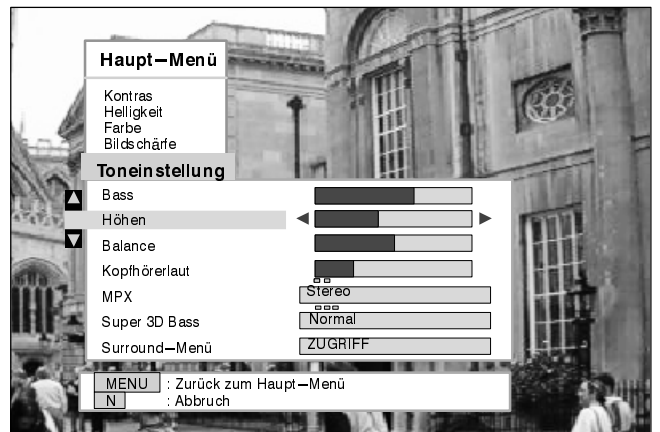 Haupt–Menü
Kontras
Helligkeit
Farbe
Bildschärfe
Toneinstellung
Bass
Höhen
Balance
Kopfhörerlaut
MPX Stereo
Super 3D Bass Normal
Surround–Menü ZUGRIFF
MENU : Zurück zum Haupt–Menü
N : Abbruch